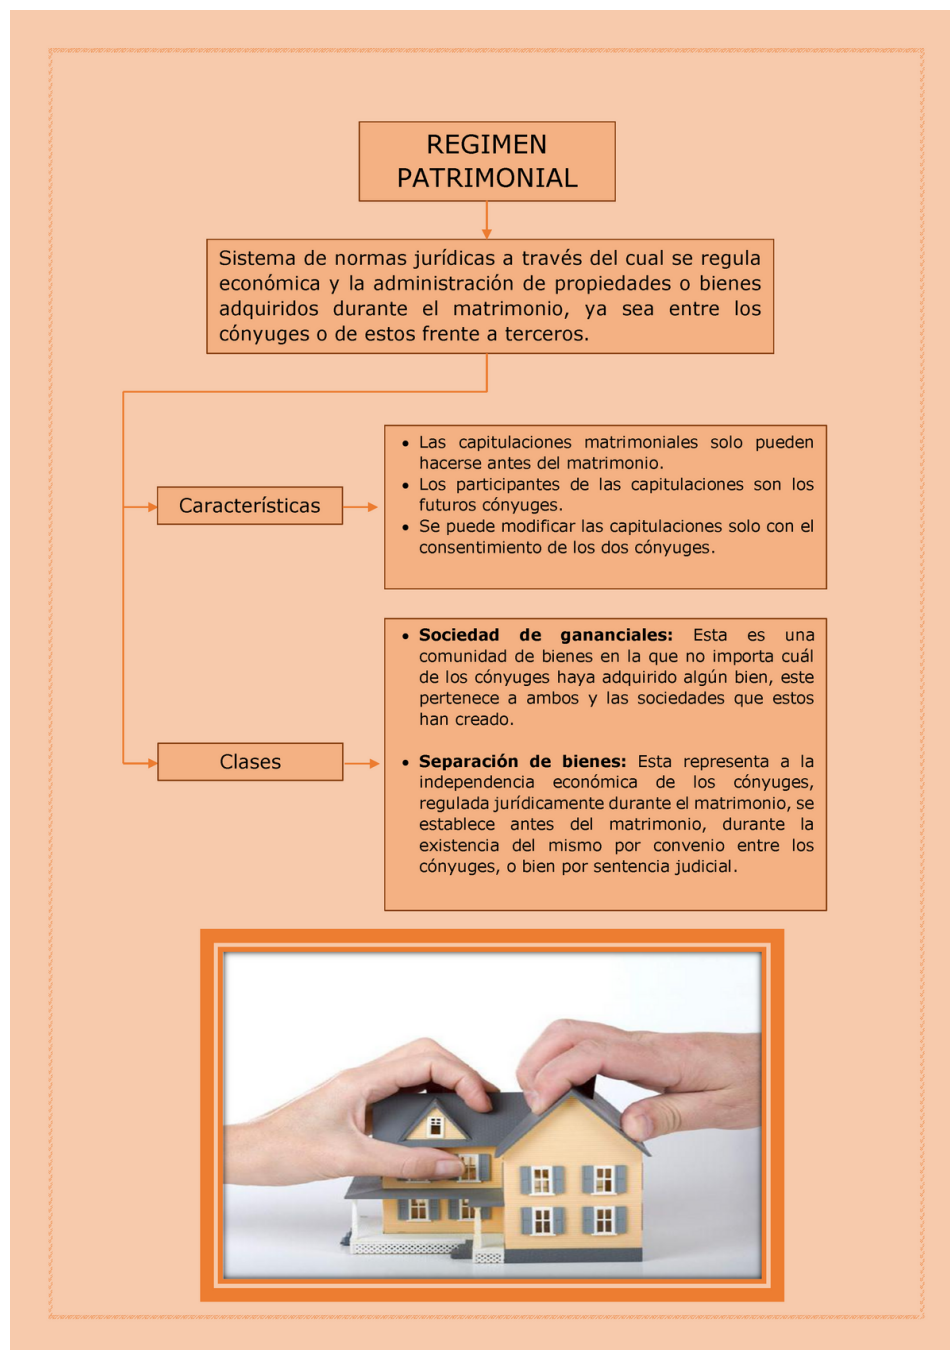 REGIMEN
PATRIMONIAL
Sistema de normas jurídicas a través del cual se regula
económica y la administración de propiedades o bienes
adquiridos durante el matrimonio, ya sea entre los
cónyuges o de estos frente a terceros.
Características
• Las capitulaciones matrimoniales solo pueden
hacerse antes del matrimonio.
• Los participantes de las capitulaciones son los
futuros cónyuges.
• Se puede modificar las capitulaciones solo con el
consentimiento de los dos cónyuges.
Clases
• Sociedad de gananciales: Esta es una
comunidad de bienes en la que no importa cuál
de los cónyuges haya adquirido algún bien, este
pertenece a ambos y las sociedades que estos
han creado.
• Separación de bienes: Esta representa a la
independencia económica de los cónyuges,
regulada jurídicamente durante el matrimonio, se
establece antes del matrimonio, durante la
existencia del mismo por convenio entre los
cónyuges, o bien por sentencia judicial.